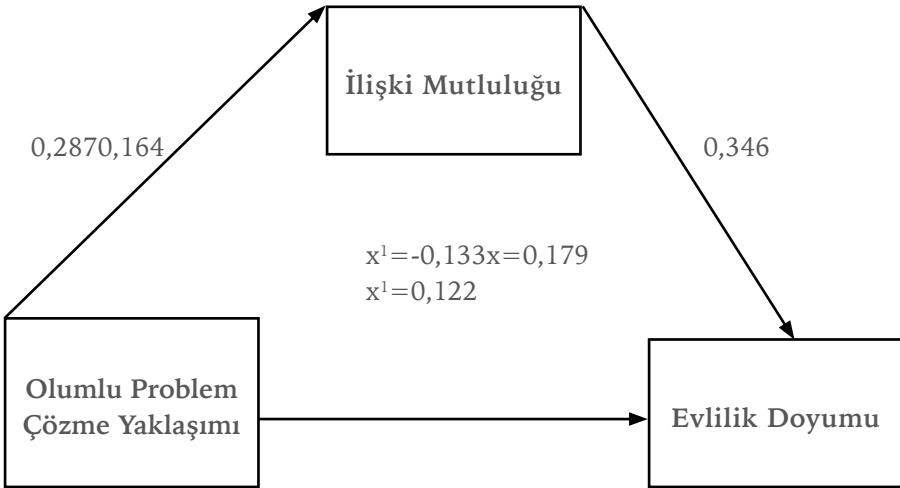 İlişki Mutluluğu
0,2870,164
0,346
x¹=-0,133x=0,179
x¹=0,122
Olumlu Problem
Çözme Yaklaşımı
Evlilik Doyumu